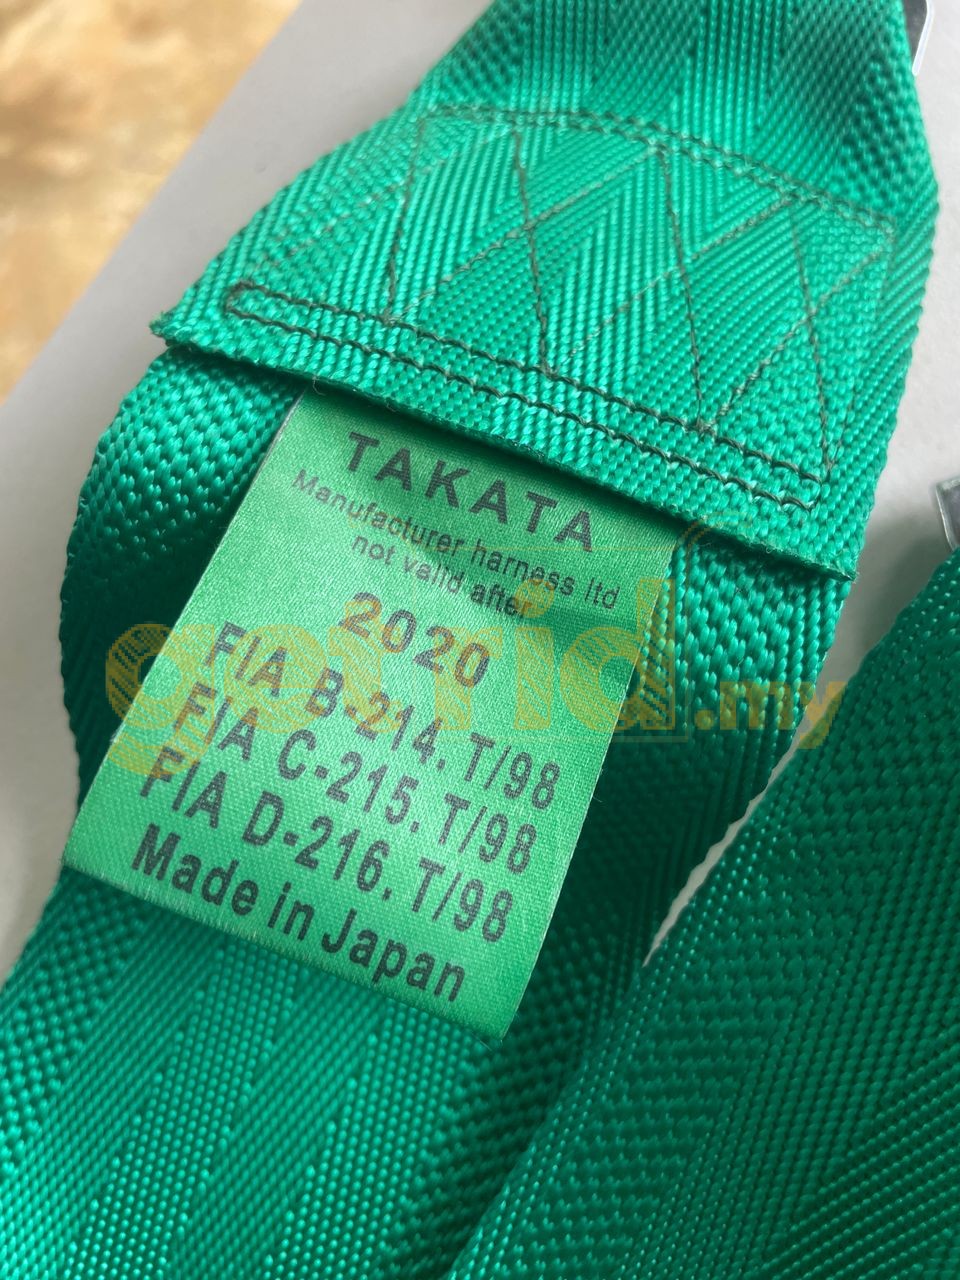 TAKATA
Manufacturer harness ltd
not valid after
2020
FIA B-214. T/98
FIA C-215. T/98
FIA D-216. T/98
Made in Japan
getrid.my